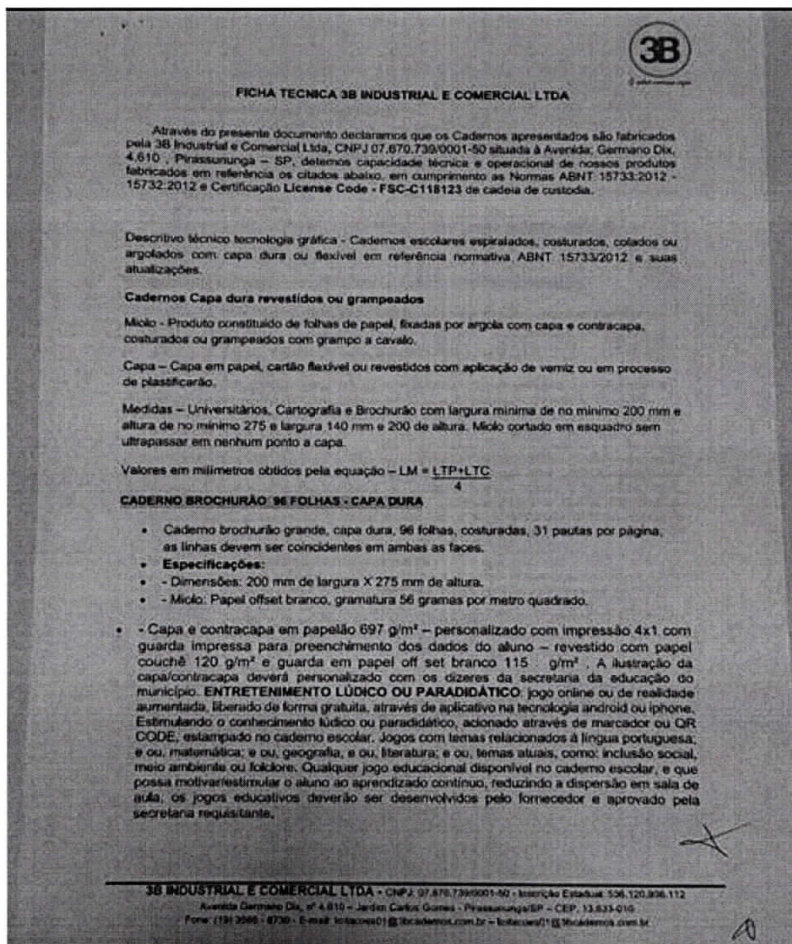 3B
FICHA TECNICA 3B INDUSTRIAL E COMERCIAL LTDA
Através do presente documento declaramos que os Cadernos apresentados são fabricados
pela 3B Industrial e Comercial Ltda, CNPJ 07.670.739/0001-50 situada à Avenida; Germano Dix,
4.610 , Pirassununga – SP, detemos capacidade técnica e operacional de nossos produtos
fabricados em referência os citados abaixo, em cumprimento as Normas ABNT 15733:2012 -
15732:2012 e Certificação License Code - FSC-C118123 de cadeia de custodia.
Descritivo técnico tecnologia gráfica - Cadernos escolares espiralados, costurados, colados ou
argolados com capa dura ou flexível em referência normativa ABNT 15733/2012 e suas
atualizações.
Cadernos Capa dura revestidos ou grampeados
Miolo - Produto constituido de folhas de papel, fixadas por argola com capa e contracapa,
costurados ou grampeados com grampo a cavalo.
Capa – Capa em papel, cartão flexível ou revestidos com aplicação de verniz ou em processo
de plastificarão.
Medidas – Universitários, Cartografia e Brochurão com largura minima de no mínimo 200 mm e
altura de no mínimo 275 e largura 140 mm e 200 de altura. Miolo cortado em esquadro sem
ultrapassar em nenhum ponto a capa.
Valores em milímetros obtidos pela equação – LM = LTP+LTC
4
CADERNO BROCHURÃO 96 FOLHAS - CAPA DURA
• Caderno brochurão grande, capa dura, 96 folhas, costuradas, 31 pautas por página,
as linhas devem ser coincidentes em ambas as faces.
• Especificações:
• - Dimensões: 200 mm de largura X 275 mm de altura.
• - Miolo: Papel offset branco, gramatura 56 gramas por metro quadrado.
• - Capa e contracapa em papelão 697 g/m² – personalizado com impressão 4x1 com
guarda impressa para preenchimento dos dados do aluno – revestido com papel
couchê 120 g/m² e guarda em papel off set branco 115 g/m² . A ilustração da
capa/contracapa deverá personalizado com os dizeres da secretaria da educação do
município. ENTRETENIMENTO LÚDICO OU PARADIDÁTICO: jogo online ou de realidade
aumentada, liberado de forma gratuita, através de aplicativo na tecnologia android ou iphone.
Estimulando o conhecimento lúdico ou paradidático, acionado através de marcador ou QR
CODE, estampado no caderno escolar. Jogos com temas relacionados à língua portuguesa;
e ou, matemática; e ou, geografia, e ou, literatura; e ou, temas atuais, como: inclusão social,
meio ambiente ou folclore. Qualquer jogo educacional disponível no caderno escolar, e que
possa motivar/estimular o aluno ao aprendizado contínuo, reduzindo a dispersão em sala de
aula, os jogos educativos deverão ser desenvolvidos pelo fornecedor e aprovado pela
secretaria requisitante.
3B INDUSTRIAL E COMERCIAL LTDA - CNPJ: 07.670.739/0001-50 - Inscrição Estadual: 536.120.906.112
Avenida Germano Dix, nº 4.610 – Jardim Carlos Gomes - Pirassununga/SP – CEP, 13.633-010
Fone: (19) 3565 - 8730 - E-mail: licitacoes01@3bcadernos.com.br – licitacoes01@3bcadernos.com.br